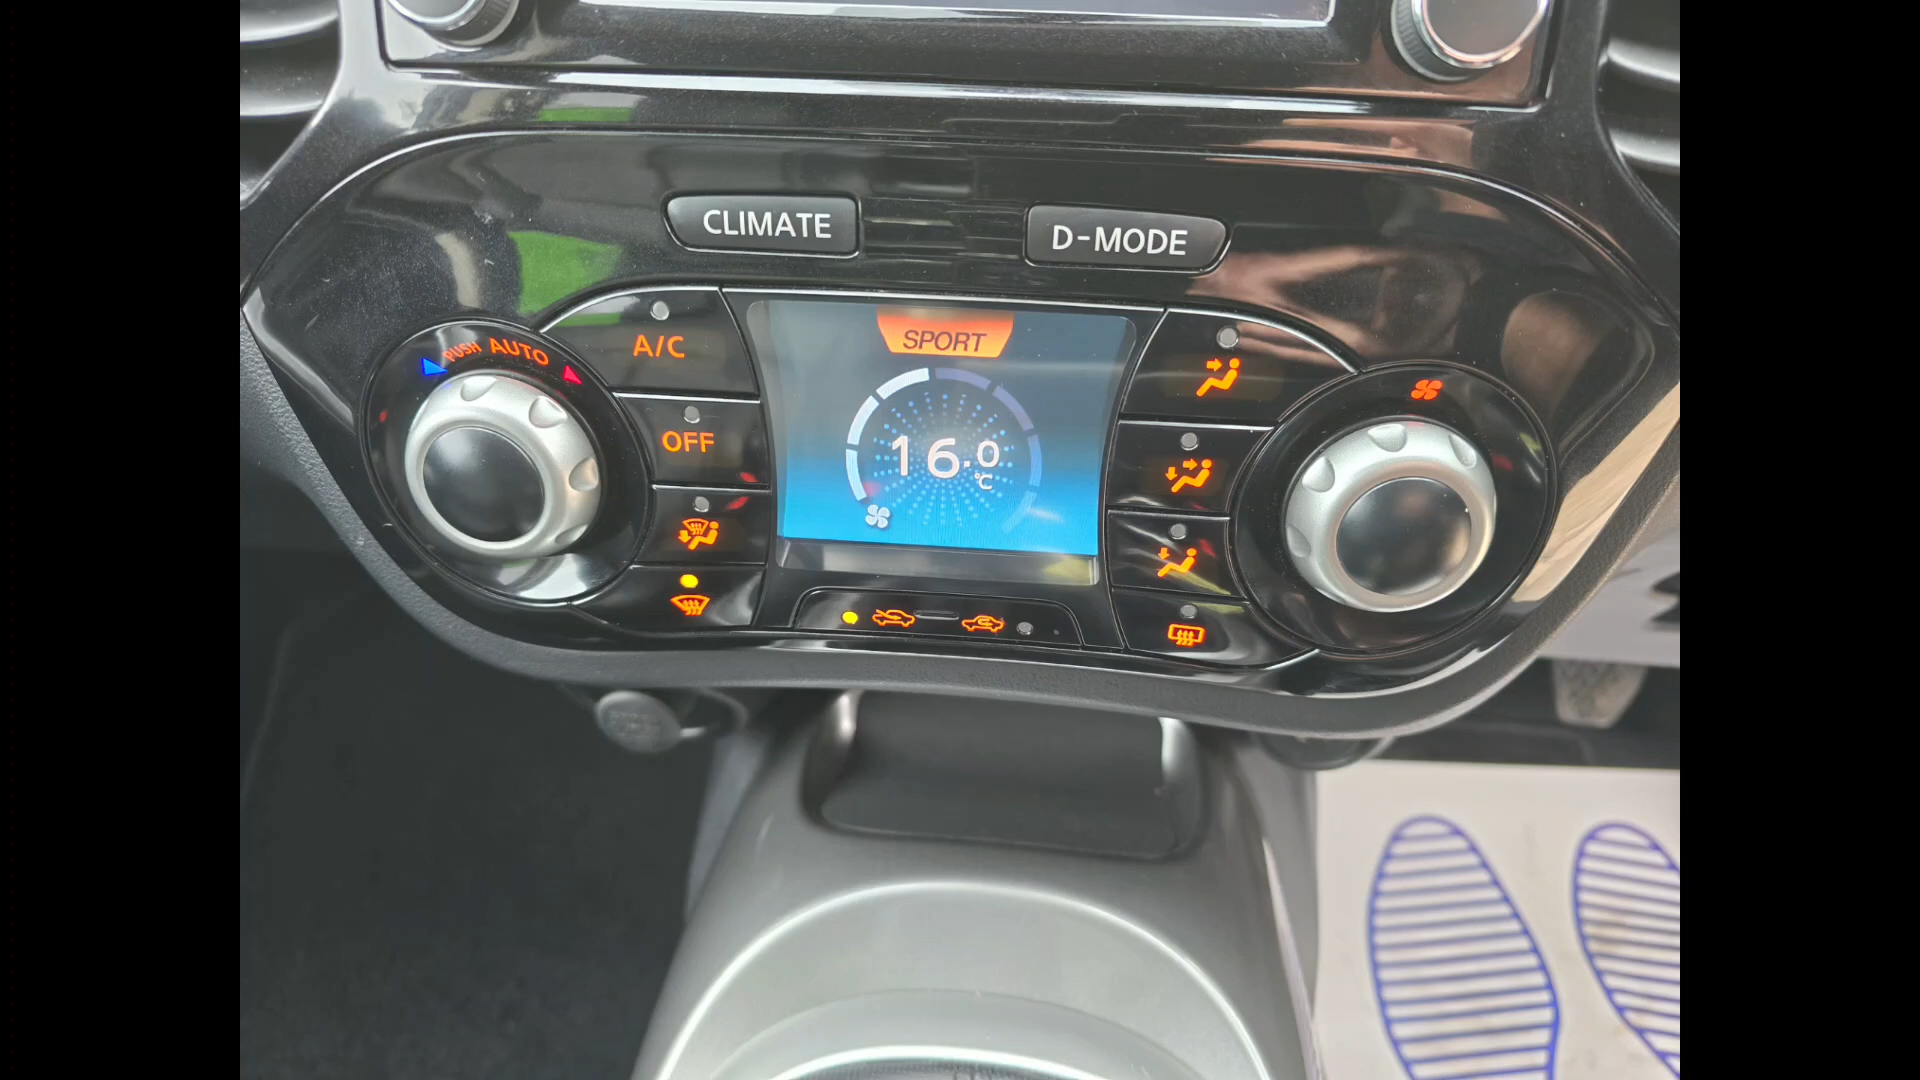 CLIMATE
D-MODE
PUSH AUTO
A/C
SPORT
OFF
16.0
°C